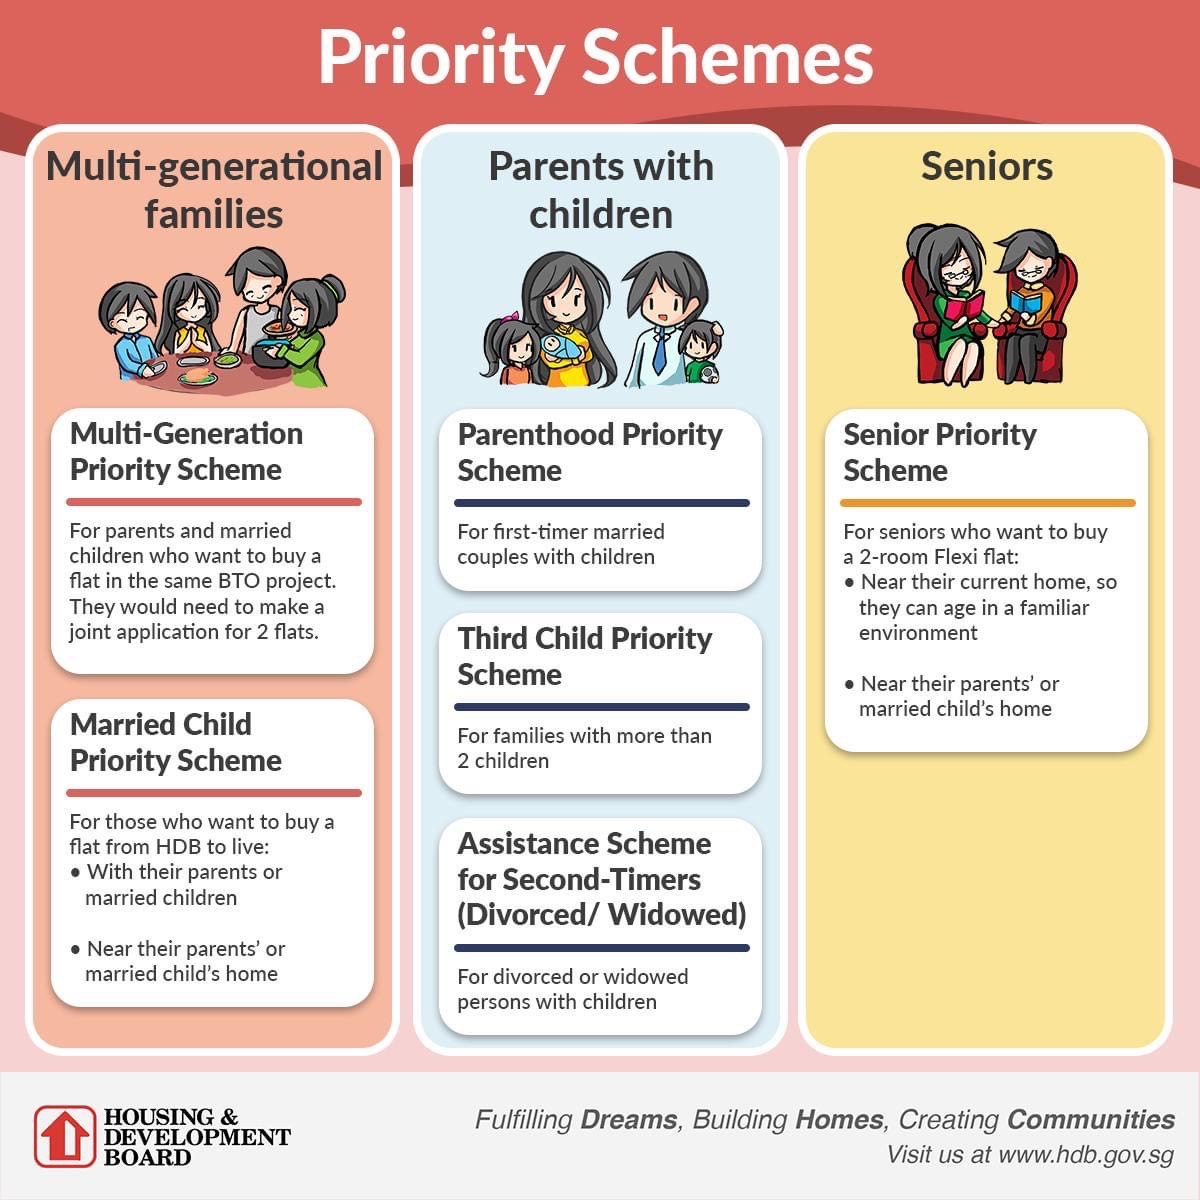 Priority Schemes
Multi-generational
families
Multi-Generation
Priority Scheme
For parents and married
children who want to buy a
flat in the same BTO project.
They would need to make a
joint application for 2 flats.
Married Child
Priority Scheme
For those who want to buy a
flat from HDB to live:
• With their parents or
married children
• Near their parents’ or
married child’s home
Parents with
children
Parenthood Priority
Scheme
For first-timer married
couples with children
Third Child Priority
Scheme
For families with more than
2 children
Assistance Scheme
for Second-Timers
(Divorced/ Widowed)
For divorced or widowed
persons with children
Seniors
Senior Priority
Scheme
For seniors who want to buy
a 2-room Flexi flat:
• Near their current home, so
they can age in a familiar
environment
• Near their parents’ or
married child’s home
HOUSING &
DEVELOPMENT
BOARD
Fulfilling Dreams, Building Homes, Creating Communities
Visit us at www.hdb.gov.sg